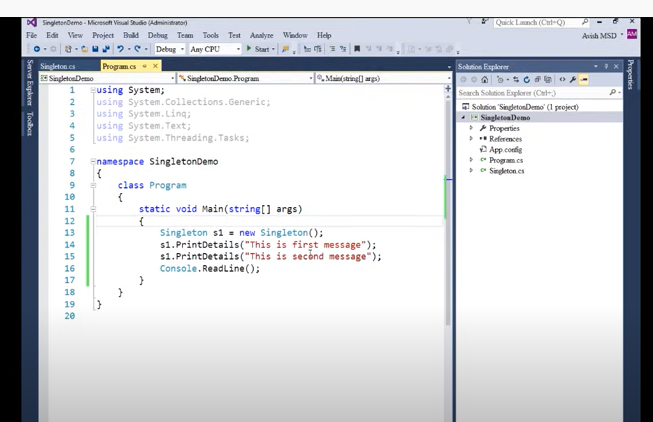 SingletonDemo - Microsoft Visual Studio (Administrator)
Quick Launch (Ctrl+Q)
File Edit View Project Build Debug Team Tools Test Analyze Window Help
Avish MSD
AM
Debug Any CPU Start
Singleton.cs Program.cs
SingletonDemo SingletonDemo.Program Main(string[] args)
Server Explorer Toolbox
1 using System;
2 using System.Collections.Generic;
3 using System.Linq;
4 using System.Text;
5 using System.Threading.Tasks;
6
7 namespace SingletonDemo
8 {
9 class Program
10 {
11 static void Main(string[] args)
12 {
13 Singleton s1 = new Singleton();
14 s1.PrintDetails("This is first message");
15 s1.PrintDetails("This is second message");
16 Console.ReadLine();
17 }
18 }
19 }
20
Solution Explorer
Search Solution Explorer (Ctrl+;)
Solution 'SingletonDemo' (1 project)
SingletonDemo
Properties
References
App.config
Program.cs
Singleton.cs
Properties